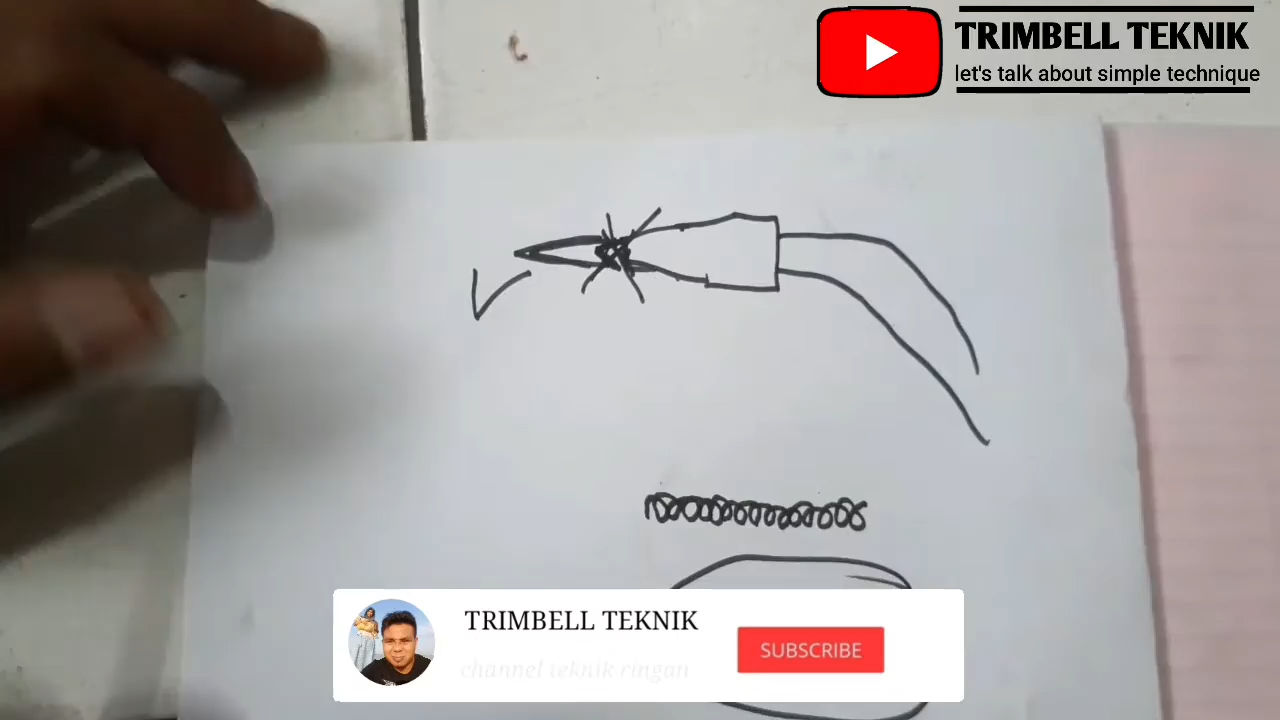 TRIMBELL TEKNIK
let's talk about simple technique
TRIMBELL TEKNIK
channel teknik ringan
SUBSCRIBE